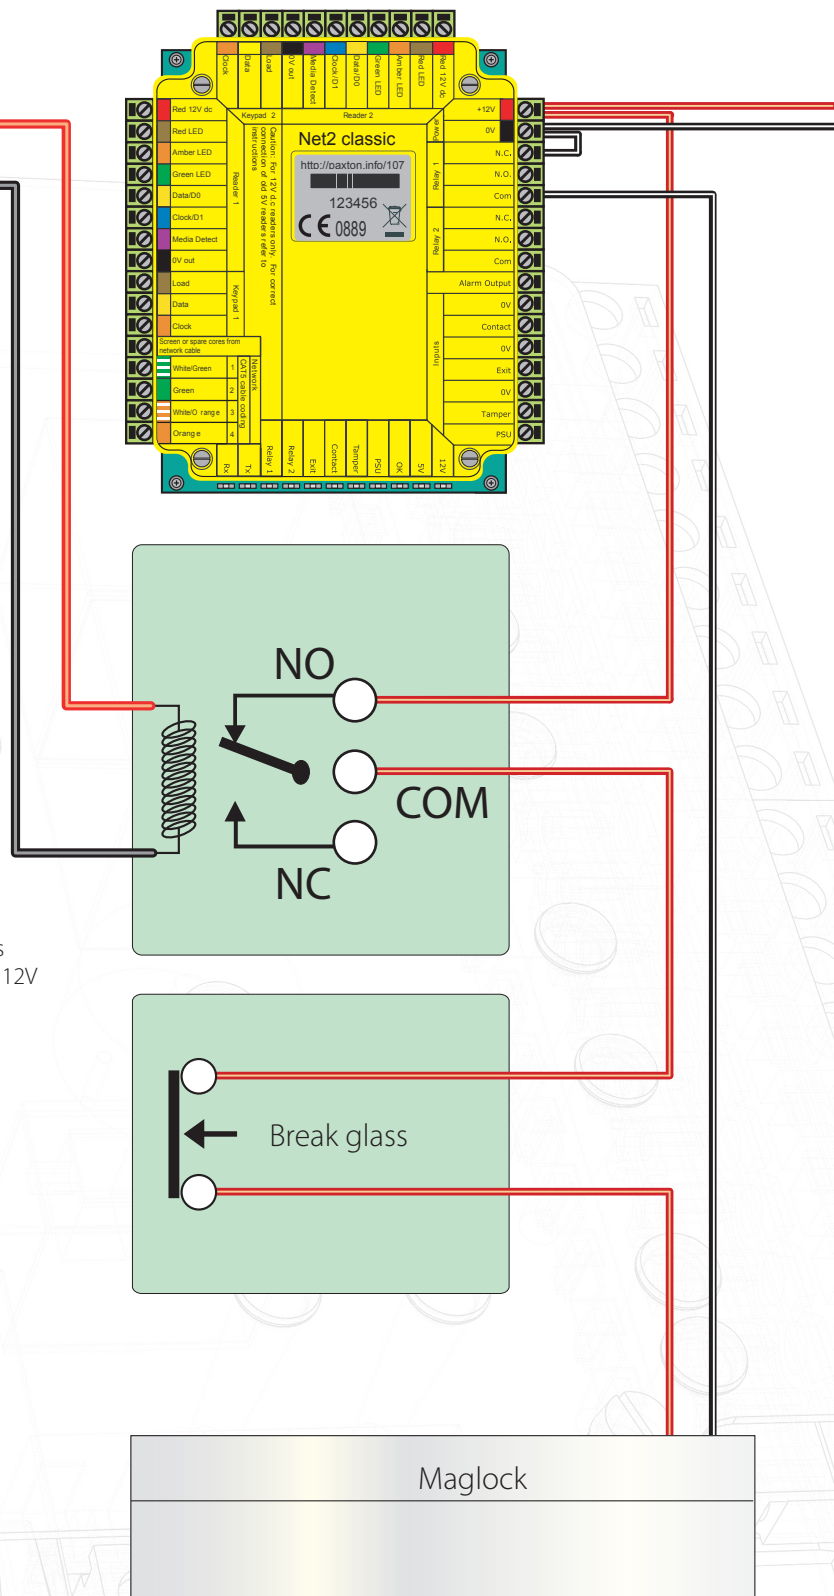 Clock
Data
Load
0V out
Media Detect
Clock/D1
Data/D0
Green LED
Amber LED
Red LED
Red 12V dc
Keypad 2
Reader 2
Red 12V dc
Red LED
Amber LED
Green LED
Data/D0
Clock/D1
Media Detect
0V out
Load
Data
Clock
Reader 1
Keypad 1
Screen or spare cores from
network cable
White/Green
1
Green
2
White/O rang e
3
Orang e
4
CAT5 cable coding
Network
Caution: For 12V d.c readers only. For correct
connection of old 5V readers refer to
instructions
Net2 classic
http://paxton.info/107
123456
CE 0889
Power
Relay 1
Relay 2
Inputs
+12V
0V
N.C.
N.O.
Com
N.C.
N.O.
Com
Alarm Output
0V
Contact
0V
Exit
0V
Tamper
PSU
Rx
Tx
Relay 1
Relay 2
Exit
Contact
Tamper
PSU
OK
5V
12V
NO
COM
NC
s
12V
Break glass
Maglock